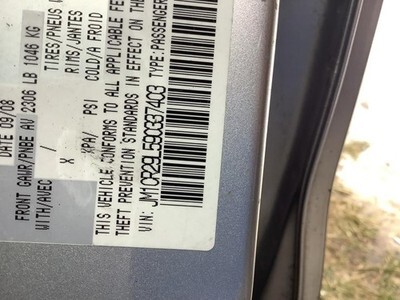 DATE 09/08
FRONT GAWR/PNBE AV 2306 LB 1046 KG
WITH/AVEC / TIRES/PNEUS
X RIMS/JANTES
KPA/ PSI COLD/A FROID
THIS VEHICLE CONFORMS TO ALL APPLICABLE FE
THEFT PREVENTION STANDARDS IN EFFECT ON THE
VIN: JM1CR29L590337403 TYPE:PASSENGER